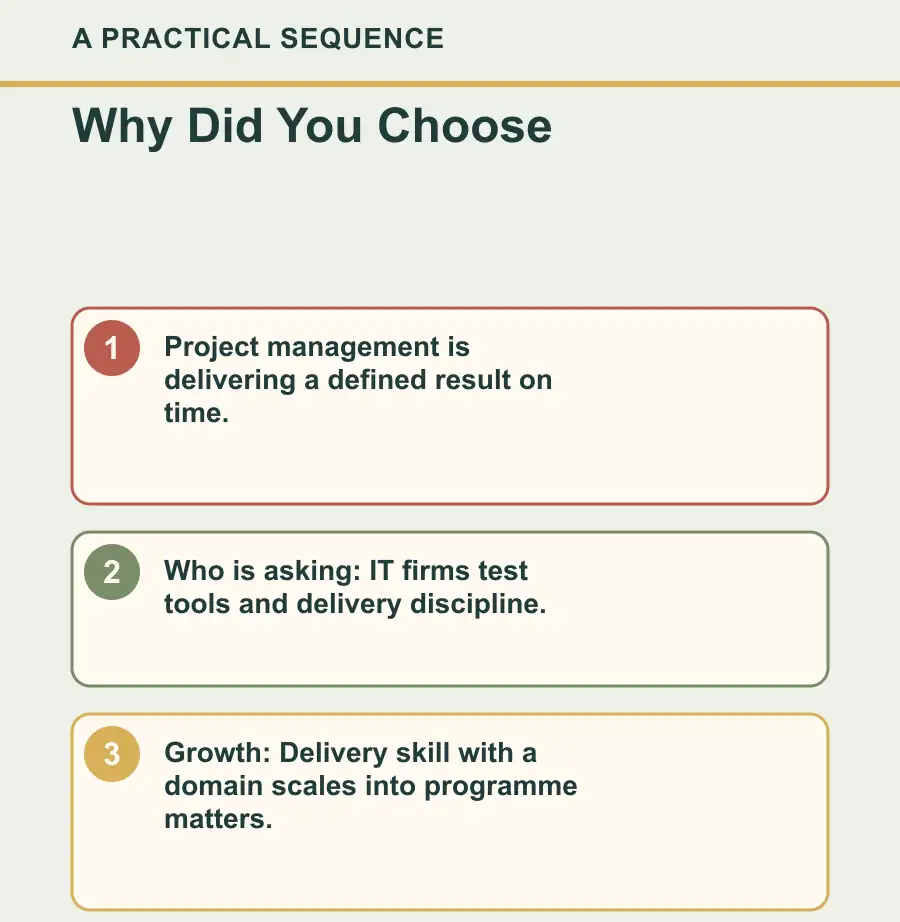 A PRACTICAL SEQUENCE
Why Did You Choose
1
Project management is
delivering a defined result on
time.
2
Who is asking: IT firms test
tools and delivery discipline.
3
Growth: Delivery skill with a
domain scales into programme
matters.